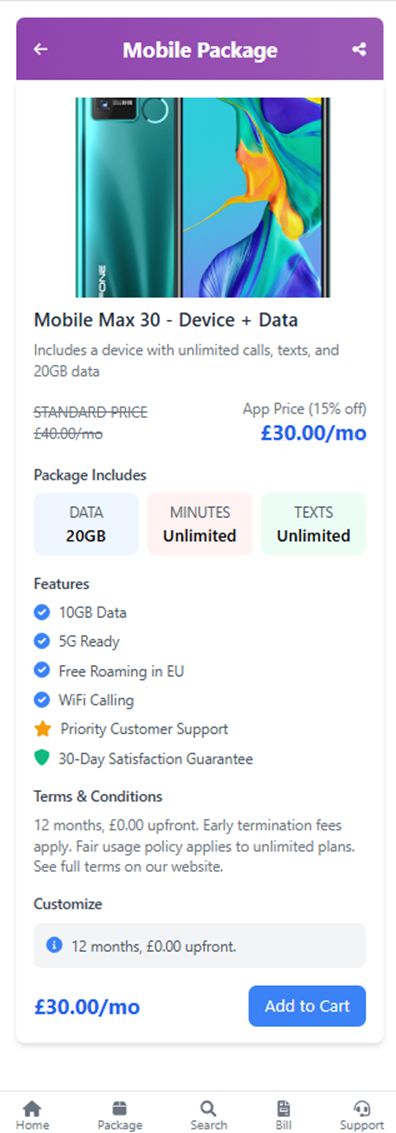 Mobile Package
Mobile Max 30 - Device + Data
Includes a device with unlimited calls, texts, and
20GB data
STANDARD PRICE
£40.00/mo
App Price (15% off)
£30.00/mo
Package Includes
DATA
20GB
MINUTES
Unlimited
TEXTS
Unlimited
Features
10GB Data
5G Ready
Free Roaming in EU
WiFi Calling
Priority Customer Support
30-Day Satisfaction Guarantee
Terms & Conditions
12 months, £0.00 upfront. Early termination fees
apply. Fair usage policy applies to unlimited plans.
See full terms on our website.
Customize
12 months, £0.00 upfront.
£30.00/mo
Add to Cart
Home
Package
Search
Bill
Support